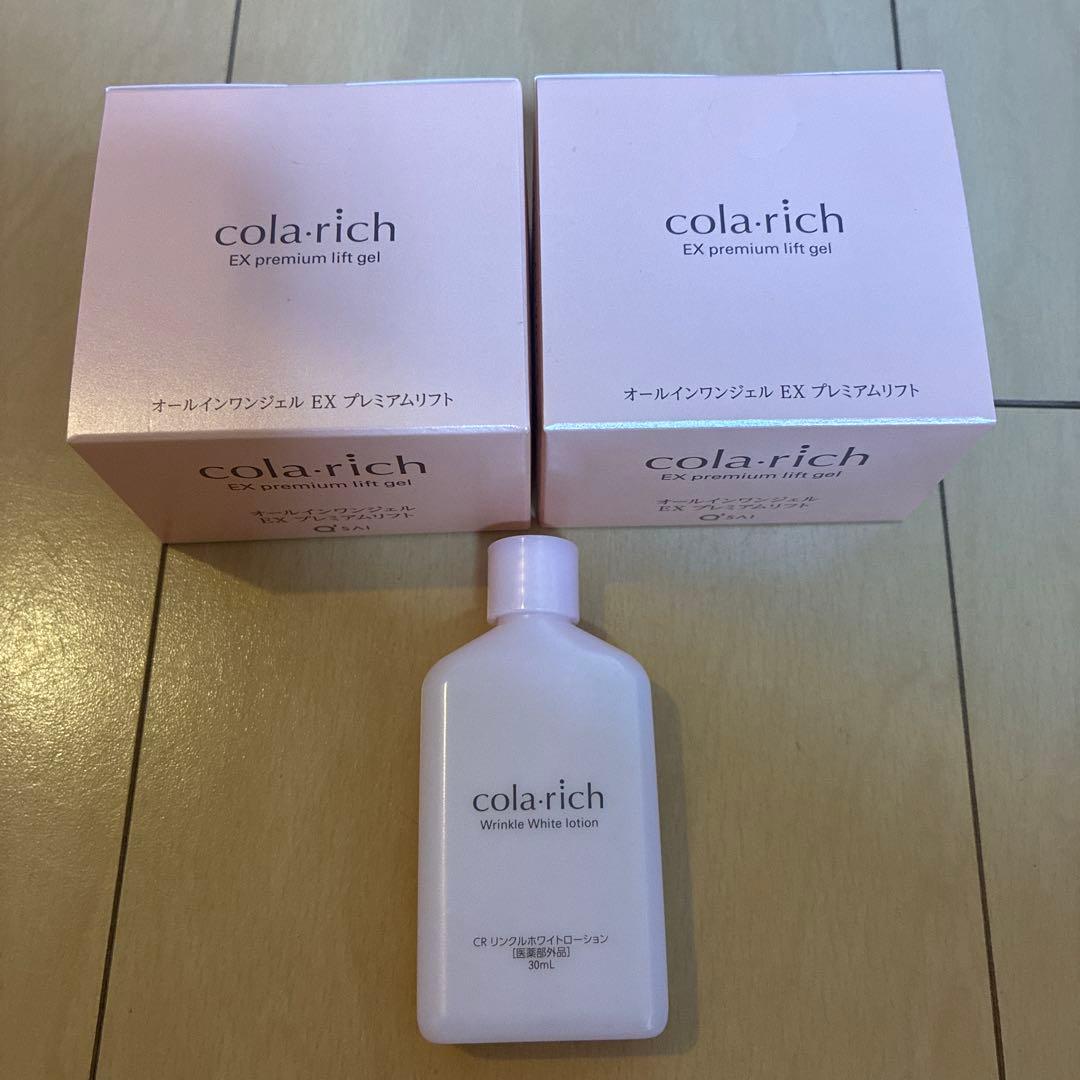 cola·rich
EX premium lift gel
オールインワンジェル EX プレミアムリフト
cola·rich
EX premium lift gel
オールインワンジェル
EX プレミアムリフト
Q'SAI
cola·rich
EX premium lift gel
オールインワンジェル EX プレミアムリフト
cola·rich
EX premium lift gel
オールインワンジェル
EX プレミアムリフト
Q'SAI
cola·rich
Wrinkle White lotion
CR リンクルホワイトローション
[医薬部外品]
30mL